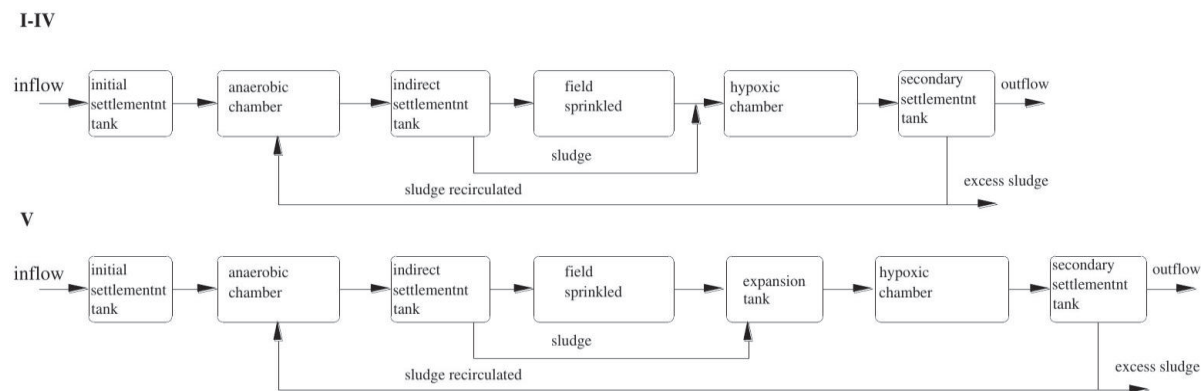 I-IV
inflow
initial
settlementnt
tank
anaerobic
chamber
indirect
settlementnt
tank
field
sprinkled
hypoxic
chamber
secondary
settlementnt
tank
outflow
sludge
sludge recirculated
excess sludge
V
inflow
initial
settlementnt
tank
anaerobic
chamber
indirect
settlementnt
tank
field
sprinkled
expansion
tank
hypoxic
chamber
secondary
settlementnt
tank
outflow
sludge
sludge recirculated
excess sludge